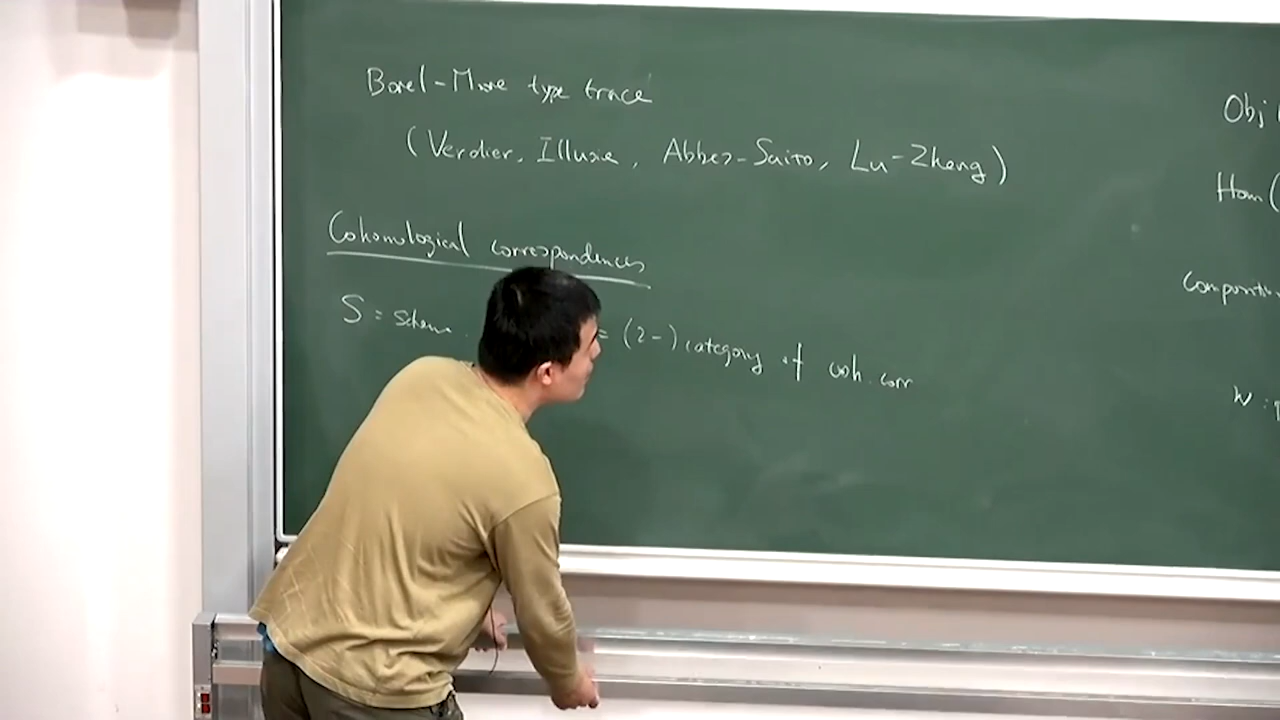 Borel-Moore type trace
(Verdier, Illusie, Abbes-Saito, Lu-Zheng)
Cohomological correspondences
S = scheme. = (2-) category of coh. corr
Obj
Hom (
Compositi
W :